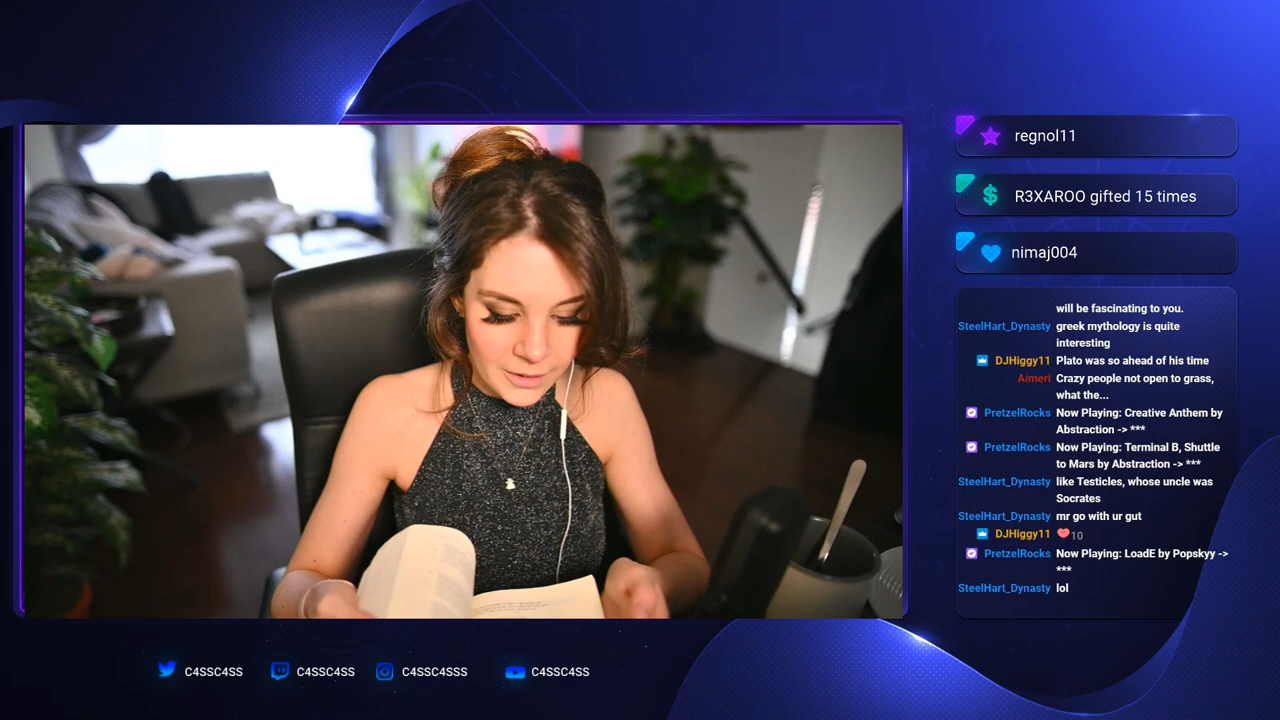 regnol11
R3XAROO gifted 15 times
nimaj004
will be fascinating to you.
SteelHart_Dynasty greek mythology is quite
interesting
DJHiggy11 Plato was so ahead of his time
Aimeri Crazy people not open to grass,
what the...
PretzelRocks Now Playing: Creative Anthem by
Abstraction -> ***
PretzelRocks Now Playing: Terminal B, Shuttle
to Mars by Abstraction -> ***
SteelHart_Dynasty like Testicles, whose uncle was
Socrates
SteelHart_Dynasty mr go with ur gut
DJHiggy11 10
PretzelRocks Now Playing: LoadE by Popskyy ->
***
SteelHart_Dynasty lol
C4SSC4SS C4SSC4SS C4SSC4SSS C4SSC4SS